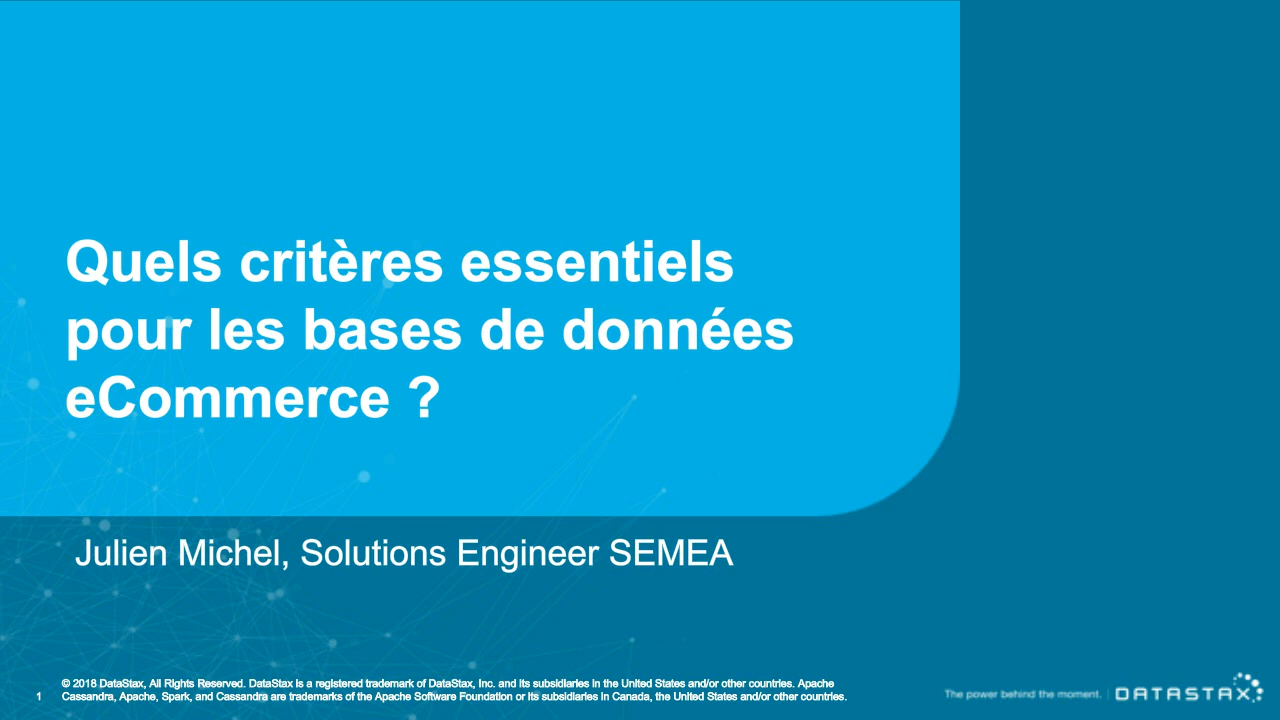 Quels critères essentiels
pour les bases de données
eCommerce ?
Julien Michel, Solutions Engineer SEMEA
© 2018 DataStax, All Rights Reserved. DataStax is a registered trademark of DataStax, Inc. and its subsidiaries in the United States and/or other countries. Apache
1 Cassandra, Apache, Spark, and Cassandra are trademarks of the Apache Software Foundation or its subsidiaries in Canada, the United States and/or other countries.
The power behind the moment. | DATASTAX